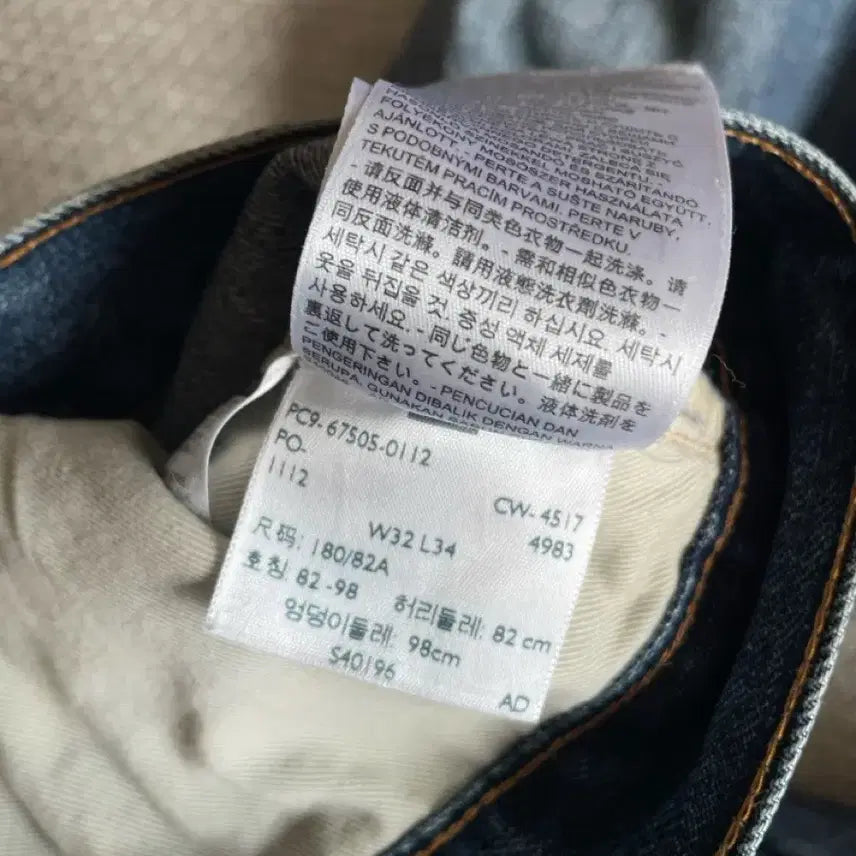 FOLYÉKONY MOSÓSZER HASZNÁLATA
AJÁNLOTT. - PERTE A SUŠTE NARUBY,
S PODOBNÝMI BARVAMI. PERTE V
TEKUTÉM PRACÍM PROSTŘEDKU.
- 请反面并与同类色衣物一起洗涤。请
使用液体清洁剂。- 需和相似色衣物一
同反面洗滌。請用液態洗衣劑洗滌。-
세탁시 같은 색상끼리 하십시요. 세탁시
옷을 뒤집을 것 중성 액체 세제를
사용하세요. - 同じ色物と一緒に製品を
裏返して洗ってください。液体洗剤を
ご使用下さい。- PENCUCIAN DAN
PENGERINGAN DIBALIK DENGAN WARNA
SERUPA. GUNAKAN
PC9- 67505-0112
PO-
1112
CW- 4517
4983
W32 L34
尺码: 180/82A
호칭 82 -98
허리둘레: 82 cm
엉덩이둘레: 98cm
S40196
AD